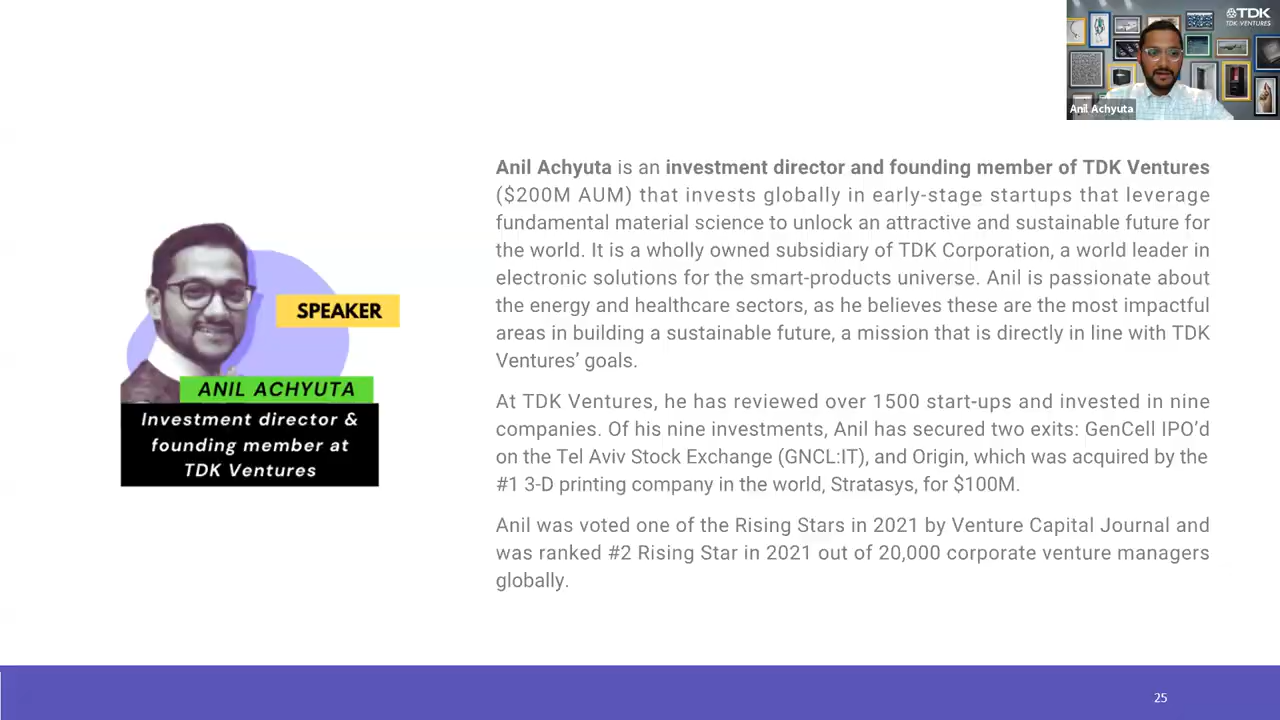 TDK
TDK VENTURES
Anil Achyuta
Anil Achyuta is an investment director and founding member of TDK Ventures
($200M AUM) that invests globally in early-stage startups that leverage
fundamental material science to unlock an attractive and sustainable future for
the world. It is a wholly owned subsidiary of TDK Corporation, a world leader in
electronic solutions for the smart-products universe. Anil is passionate about
the energy and healthcare sectors, as he believes these are the most impactful
areas in building a sustainable future, a mission that is directly in line with TDK
Ventures’ goals.
SPEAKER
ANIL ACHYUTA
Investment director &
founding member at
TDK Ventures
At TDK Ventures, he has reviewed over 1500 start-ups and invested in nine
companies. Of his nine investments, Anil has secured two exits: GenCell IPO’d
on the Tel Aviv Stock Exchange (GNCL:IT), and Origin, which was acquired by the
#1 3-D printing company in the world, Stratasys, for $100M.
Anil was voted one of the Rising Stars in 2021 by Venture Capital Journal and
was ranked #2 Rising Star in 2021 out of 20,000 corporate venture managers
globally.
25